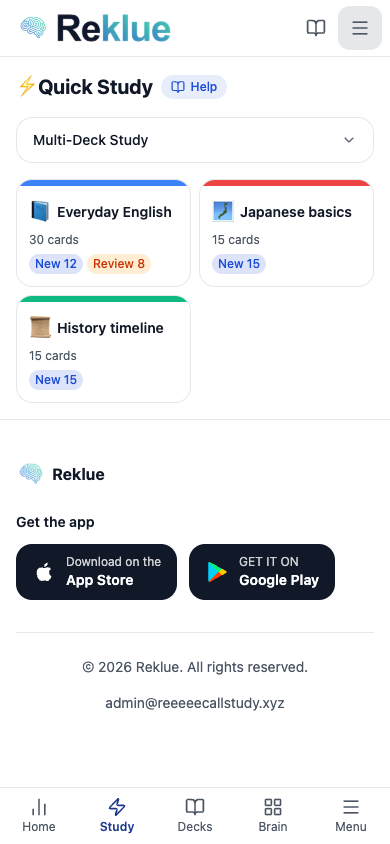 Reklue
Quick Study
Help
Multi-Deck Study
Everyday English
30 cards
New 12 Review 8
Japanese basics
15 cards
New 15
History timeline
15 cards
New 15
Reklue
Get the app
Download on the
App Store
GET IT ON
Google Play
© 2026 Reklue. All rights reserved.
admin@reeeeecallstudy.xyz
Home Study Decks Brain Menu